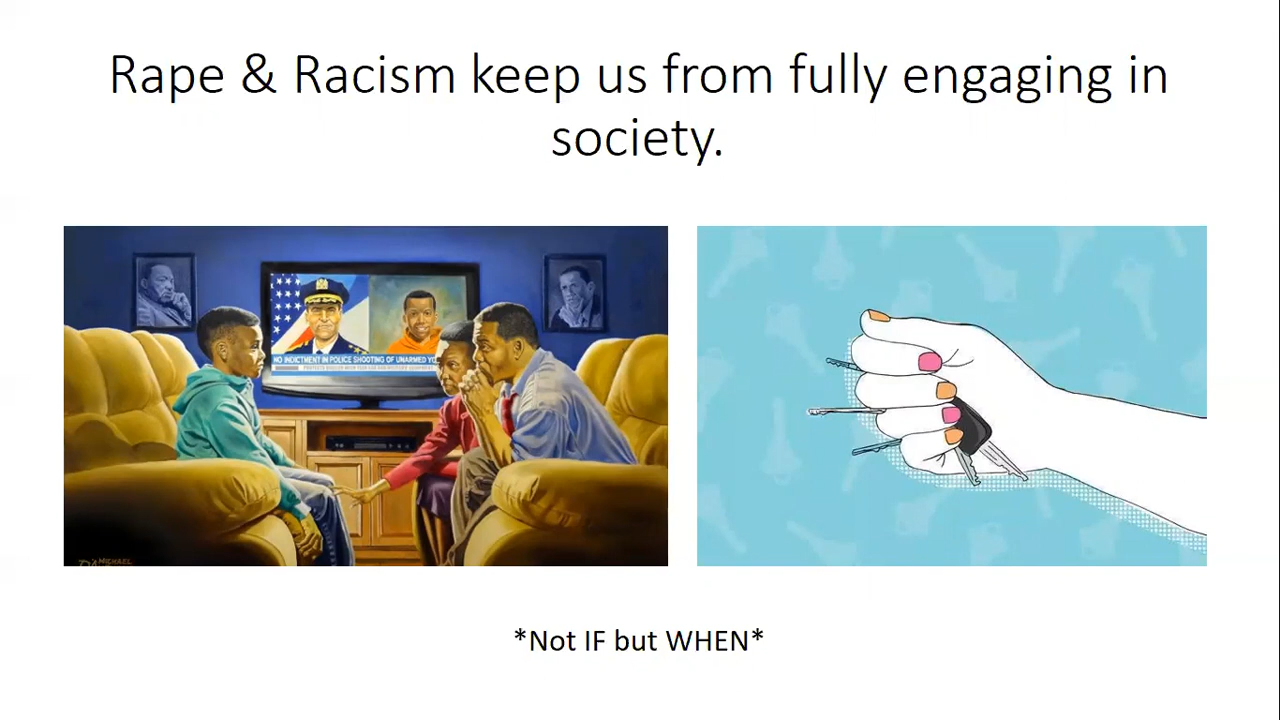 Rape & Racism keep us from fully engaging in
society.
NO INDICTMENT IN POLICE SHOOTING OF UNARMED YO
*Not IF but WHEN*